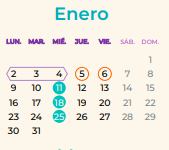 Enero
LUN. MAR. MIÉ. JUE. VIE. SÁB. DOM.
1
2 3 4 5 6 7 8
9 10 11 12 13 14 15
16 17 18 19 20 21 22
23 24 25 26 27 28 29
30 31